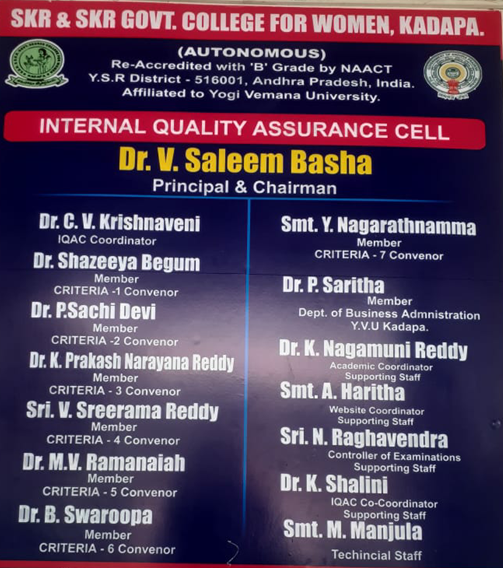 SKR & SKR GOVT. COLLEGE FOR WOMEN, KADAPA.
(AUTONOMOUS)
Re-Accredited with 'B' Grade by NAACT
Y.S.R District - 516001, Andhra Pradesh, India.
Affiliated to Yogi Vemana University.
INTERNAL QUALITY ASSURANCE CELL
Dr. V. Saleem Basha
Principal & Chairman
Dr. C. V. Krishnaveni
IQAC Coordinator
Dr. Shazeeya Begum
Member
CRITERIA -1 Convenor
Dr. P.Sachi Devi
Member
CRITERIA -2 Convenor
Dr. K. Prakash Narayana Reddy
Member
CRITERIA - 3 Convenor
Sri. V. Sreerama Reddy
Member
CRITERIA - 4 Convenor
Dr. M.V. Ramanaiah
Member
CRITERIA - 5 Convenor
Dr. B. Swaroopa
Member
CRITERIA - 6 Convenor
Smt. Y. Nagarathnamma
Member
CRITERIA - 7 Convenor
Dr. P. Saritha
Member
Dept. of Business Admnistration
Y.V.U Kadapa.
Dr. K. Nagamuni Reddy
Academic Coordinator
Supporting Staff
Smt. A. Haritha
Website Coordinator
Supporting Staff
Sri. N. Raghavendra
Controller of Examinations
Supporting Staff
Dr. K. Shalini
IQAC Co-Coordinator
Supporting Staff
Smt. M. Manjula
Techincial Staff